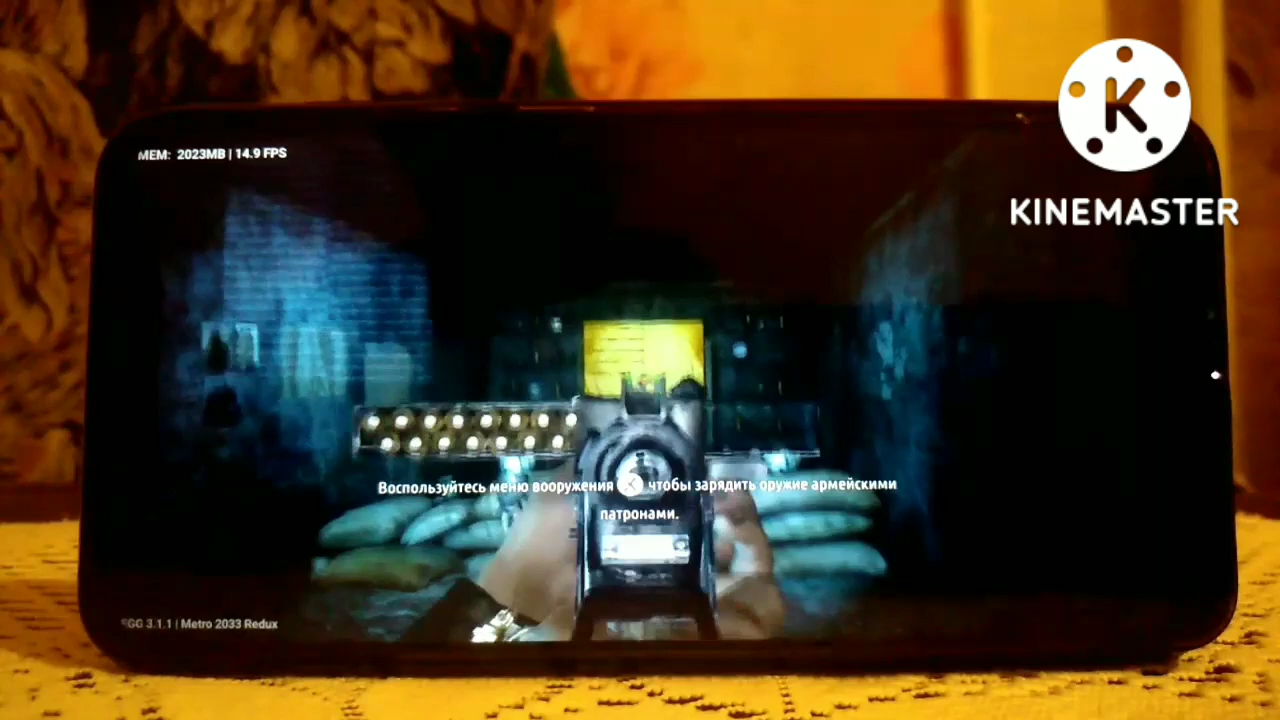 MEM: 2023MB | 14.9 FPS
K
KINEMASTER
Воспользуйтесь меню вооружения чтобы зарядить оружие армейскими
патронами.
GG 3.1.1 | Metro 2033 Redux